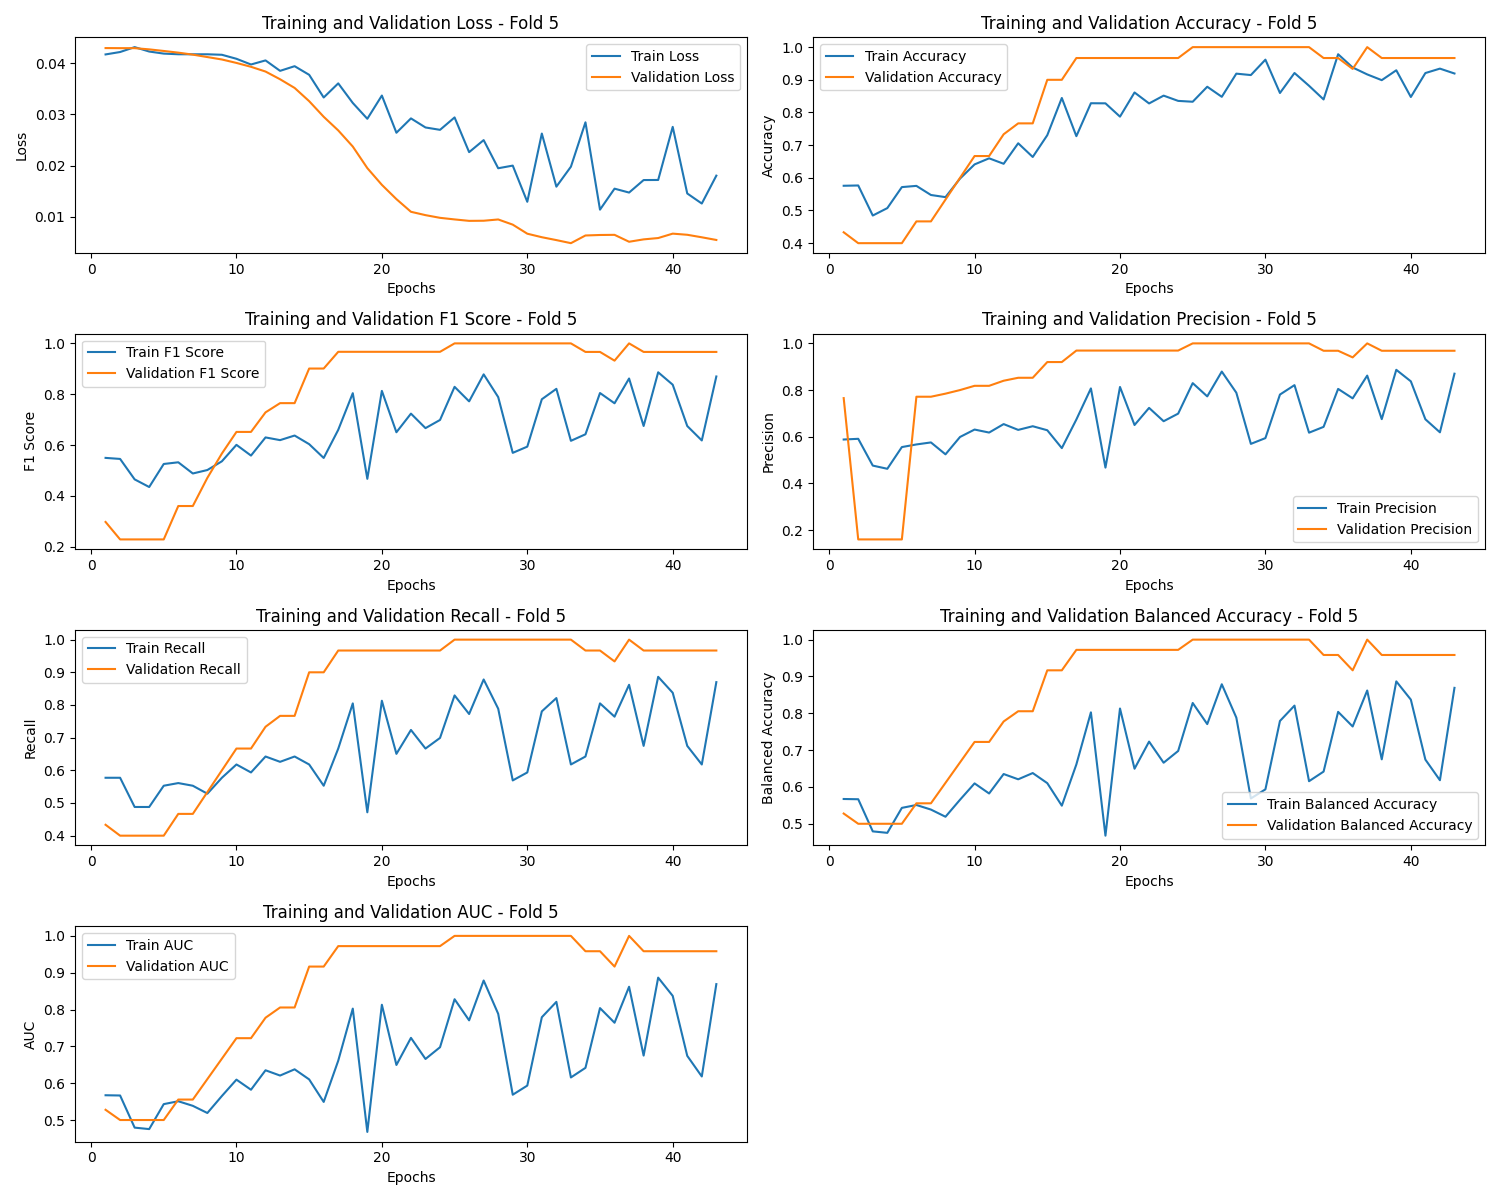 Training and Validation Loss - Fold 5
Loss
0.04
0.03
0.02
0.01
Train Loss
Validation Loss
0 10 20 30 40
Epochs
Training and Validation Accuracy - Fold 5
Accuracy
1.0
0.9
0.8
0.7
0.6
0.5
0.4
Train Accuracy
Validation Accuracy
0 10 20 30 40
Epochs
Training and Validation F1 Score - Fold 5
F1 Score
1.0
0.8
0.6
0.4
0.2
Train F1 Score
Validation F1 Score
0 10 20 30 40
Epochs
Training and Validation Precision - Fold 5
Precision
1.0
0.8
0.6
0.4
0.2
Train Precision
Validation Precision
0 10 20 30 40
Epochs
Training and Validation Recall - Fold 5
Recall
1.0
0.9
0.8
0.7
0.6
0.5
0.4
Train Recall
Validation Recall
0 10 20 30 40
Epochs
Training and Validation Balanced Accuracy - Fold 5
Balanced Accuracy
1.0
0.9
0.8
0.7
0.6
0.5
Train Balanced Accuracy
Validation Balanced Accuracy
0 10 20 30 40
Epochs
Training and Validation AUC - Fold 5
AUC
1.0
0.9
0.8
0.7
0.6
0.5
Train AUC
Validation AUC
0 10 20 30 40
Epochs